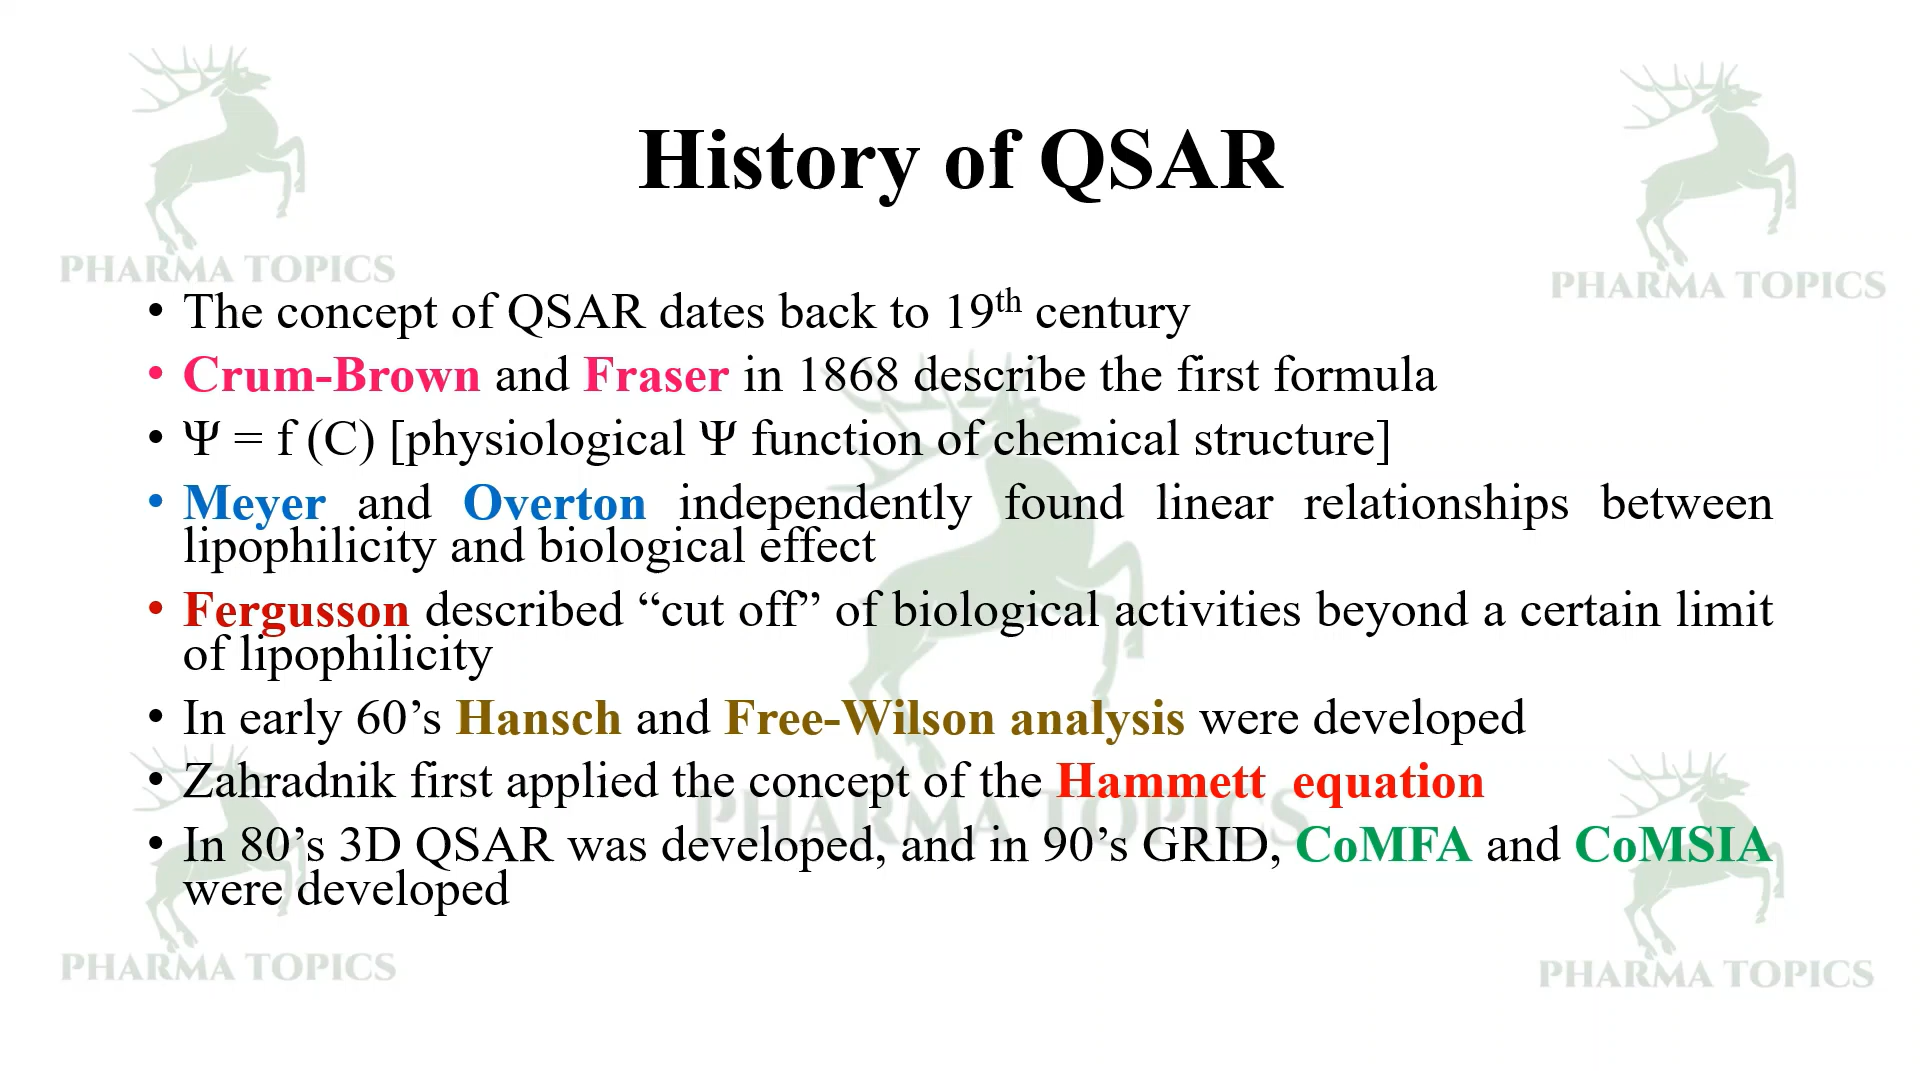 PHARMA TOPICS
PHARMA TOPICS
History of QSAR
• The concept of QSAR dates back to 19th century
• Crum-Brown and Fraser in 1868 describe the first formula
• Ψ = f (C) [physiological Ψ function of chemical structure]
• Meyer and Overton independently found linear relationships between
lipophilicity and biological effect
• Fergusson described “cut off” of biological activities beyond a certain limit
of lipophilicity
• In early 60’s Hansch and Free-Wilson analysis were developed
• Zahradnik first applied the concept of the Hammett equation
PHARMA TOPICS
• In 80’s 3D QSAR was developed, and in 90’s GRID, CoMFA and CoMSIA
were developed
PHARMA TOPICS
PHARMA TOPICS